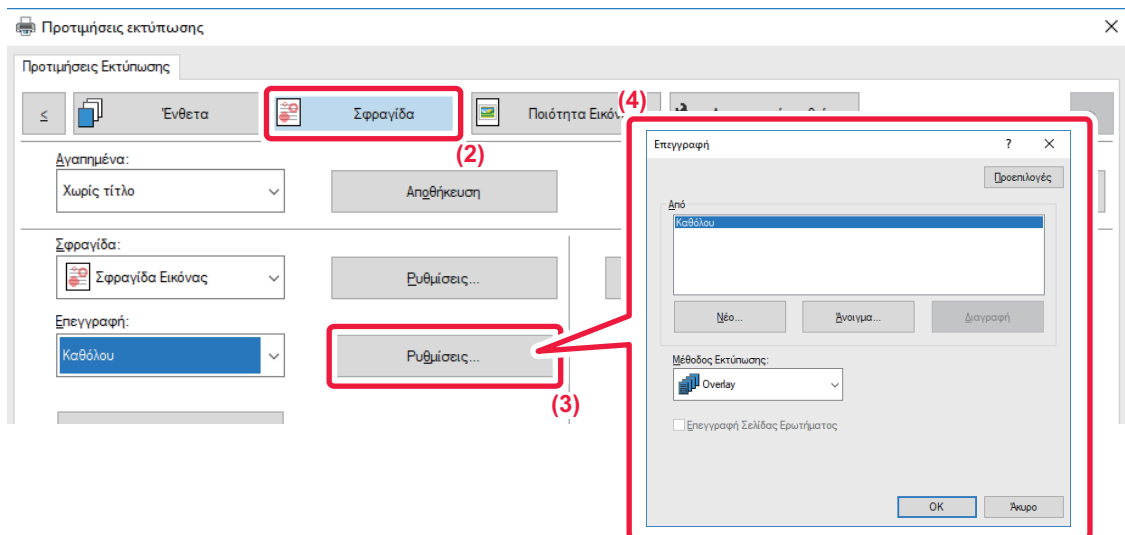 Προτιμήσεις εκτύπωσης
Προτιμήσεις Εκτύπωσης
<
Ένθετα
Σφραγίδα
Ποιότητα
(4)
(2)
Αγαπημένα:
Χωρίς τίτλο
Αποθήκευση
Σφραγίδα:
Σφραγίδα Εικόνας
Ρυθμίσεις...
Επεγγραφή:
Καθόλου
Ρυθμίσεις...
(3)
Επεγγραφή
?
Προεπιλογές
Από
Καθόλου
Νέο...
Άνοιγμα...
Διαγραφή
Μέθοδος Εκτύπωσης:
Overlay
Επεγγραφή Σελίδας Ερωτήματος
OK
Άκυρο